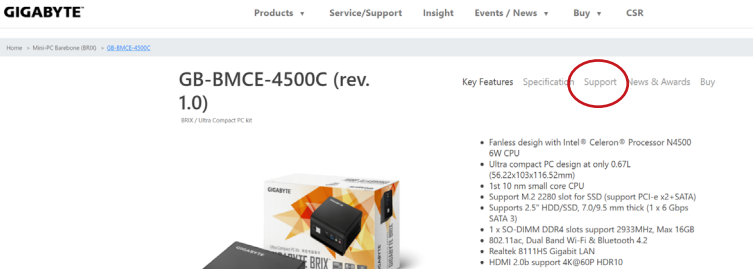 GIGABYTE™
Products ▼ Service/Support Insight Events / News ▼ Buy ▼ CSR
Home > Mini-PC Barebone (BRIX) > GB-BMCE-4500C
GB-BMCE-4500C (rev.
1.0)
BRIX / Ultra Compact PC kit
Key Features Specification Support News & Awards Buy
• Fanless desigh with Intel® Celeron® Processor N4500
6W CPU
• Ultra compact PC design at only 0.67L
(56.22x103x116.52mm)
• 1st 10 nm small core CPU
• Support M.2 2280 slot for SSD (support PCI-e x2+SATA)
• Supports 2.5" HDD/SSD, 7.0/9.5 mm thick (1 x 6 Gbps
SATA 3)
• 1 x SO-DIMM DDR4 slots support 2933MHz, Max 16GB
• 802.11ac, Dual Band Wi-Fi & Bluetooth 4.2
• Realtek 8111HS Gigabit LAN
• HDMI 2.0b support 4K@60P HDR10
GIGABYTE
GIGABYTE BRIX